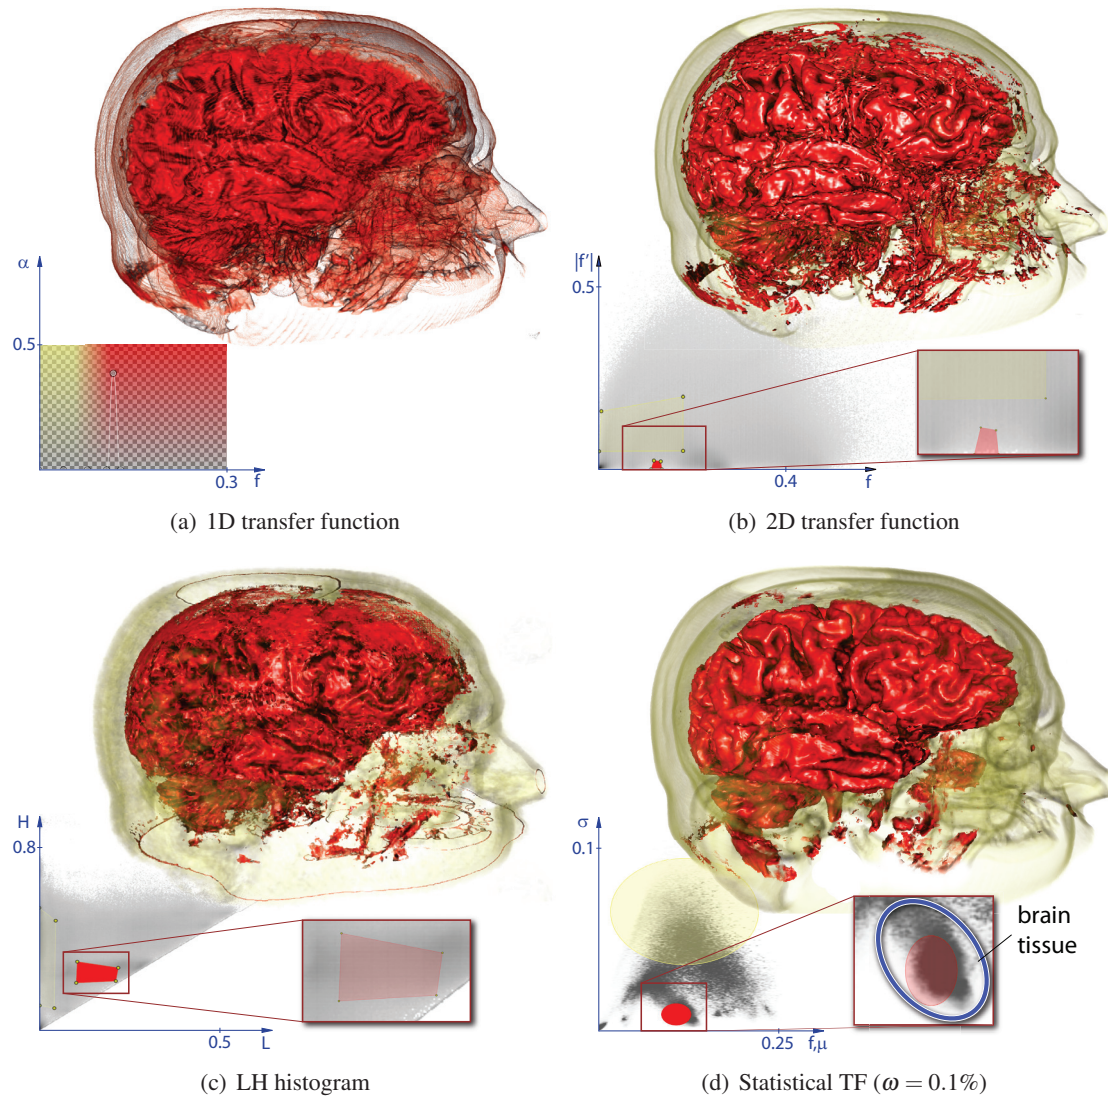 α
0.5
0.3
f
(a) 1D transfer function
|f'|
0.5
0.4
f
(b) 2D transfer function
H
0.8
0.5
L
(c) LH histogram
σ
0.1
brain
tissue
0.25
f,μ
(d) Statistical TF (ω = 0.1%)